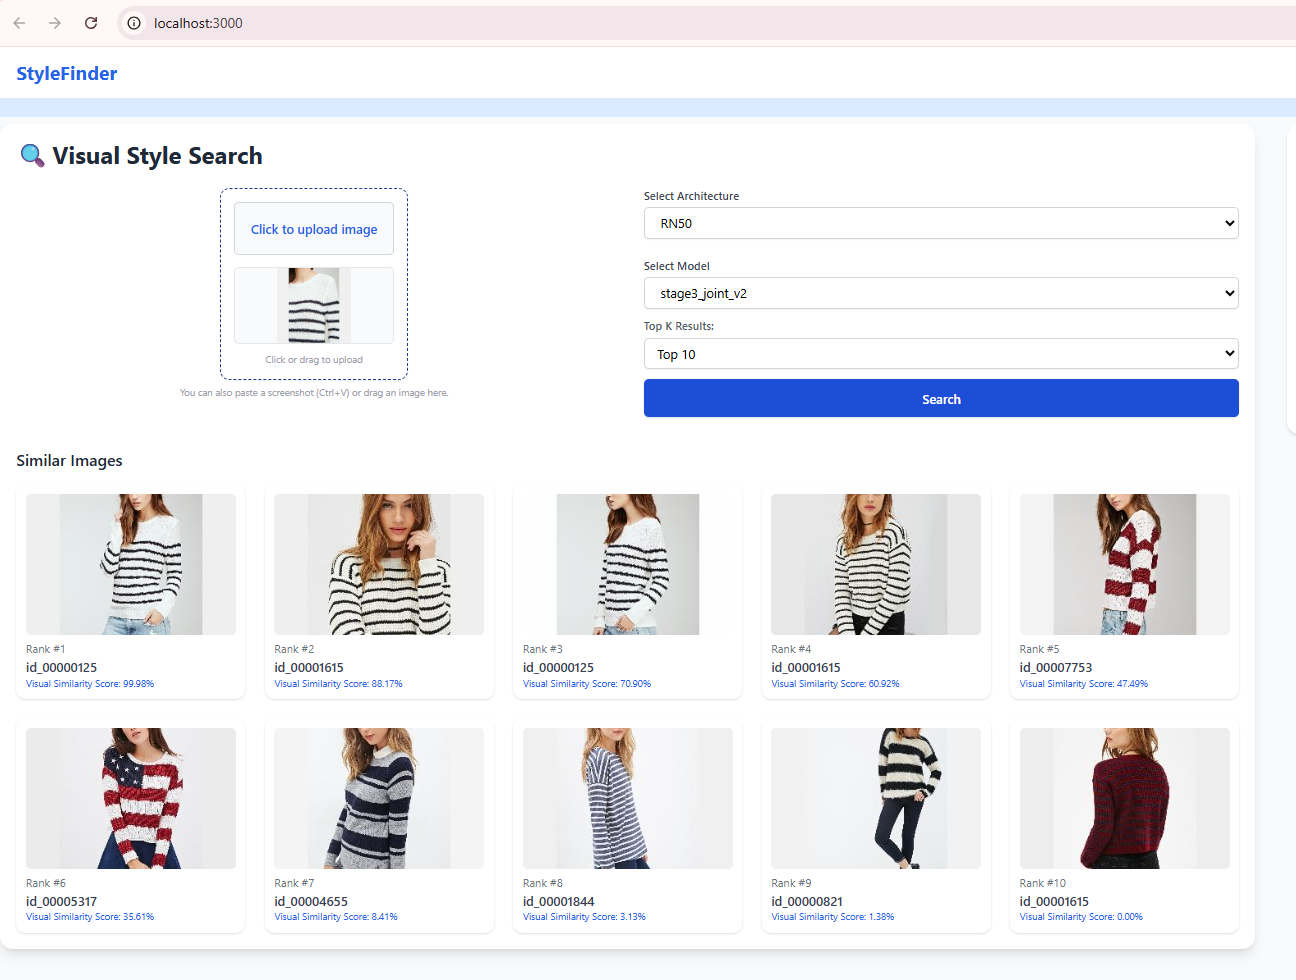 localhost:3000
StyleFinder
Visual Style Search
Click to upload image
Click or drag to upload
You can also paste a screenshot (Ctrl+V) or drag an image here.
Select Architecture
RN50
Select Model
stage3_joint_v2
Top K Results:
Top 10
Search
Similar Images
Rank #1
id_00000125
Visual Similarity Score: 99.98%
Rank #2
id_00001615
Visual Similarity Score: 88.17%
Rank #3
id_00000125
Visual Similarity Score: 70.90%
Rank #4
id_00001615
Visual Similarity Score: 60.92%
Rank #5
id_00007753
Visual Similarity Score: 47.49%
Rank #6
id_00005317
Visual Similarity Score: 35.61%
Rank #7
id_00004655
Visual Similarity Score: 8.41%
Rank #8
id_00001844
Visual Similarity Score: 3.13%
Rank #9
id_00000821
Visual Similarity Score: 1.38%
Rank #10
id_00001615
Visual Similarity Score: 0.00%